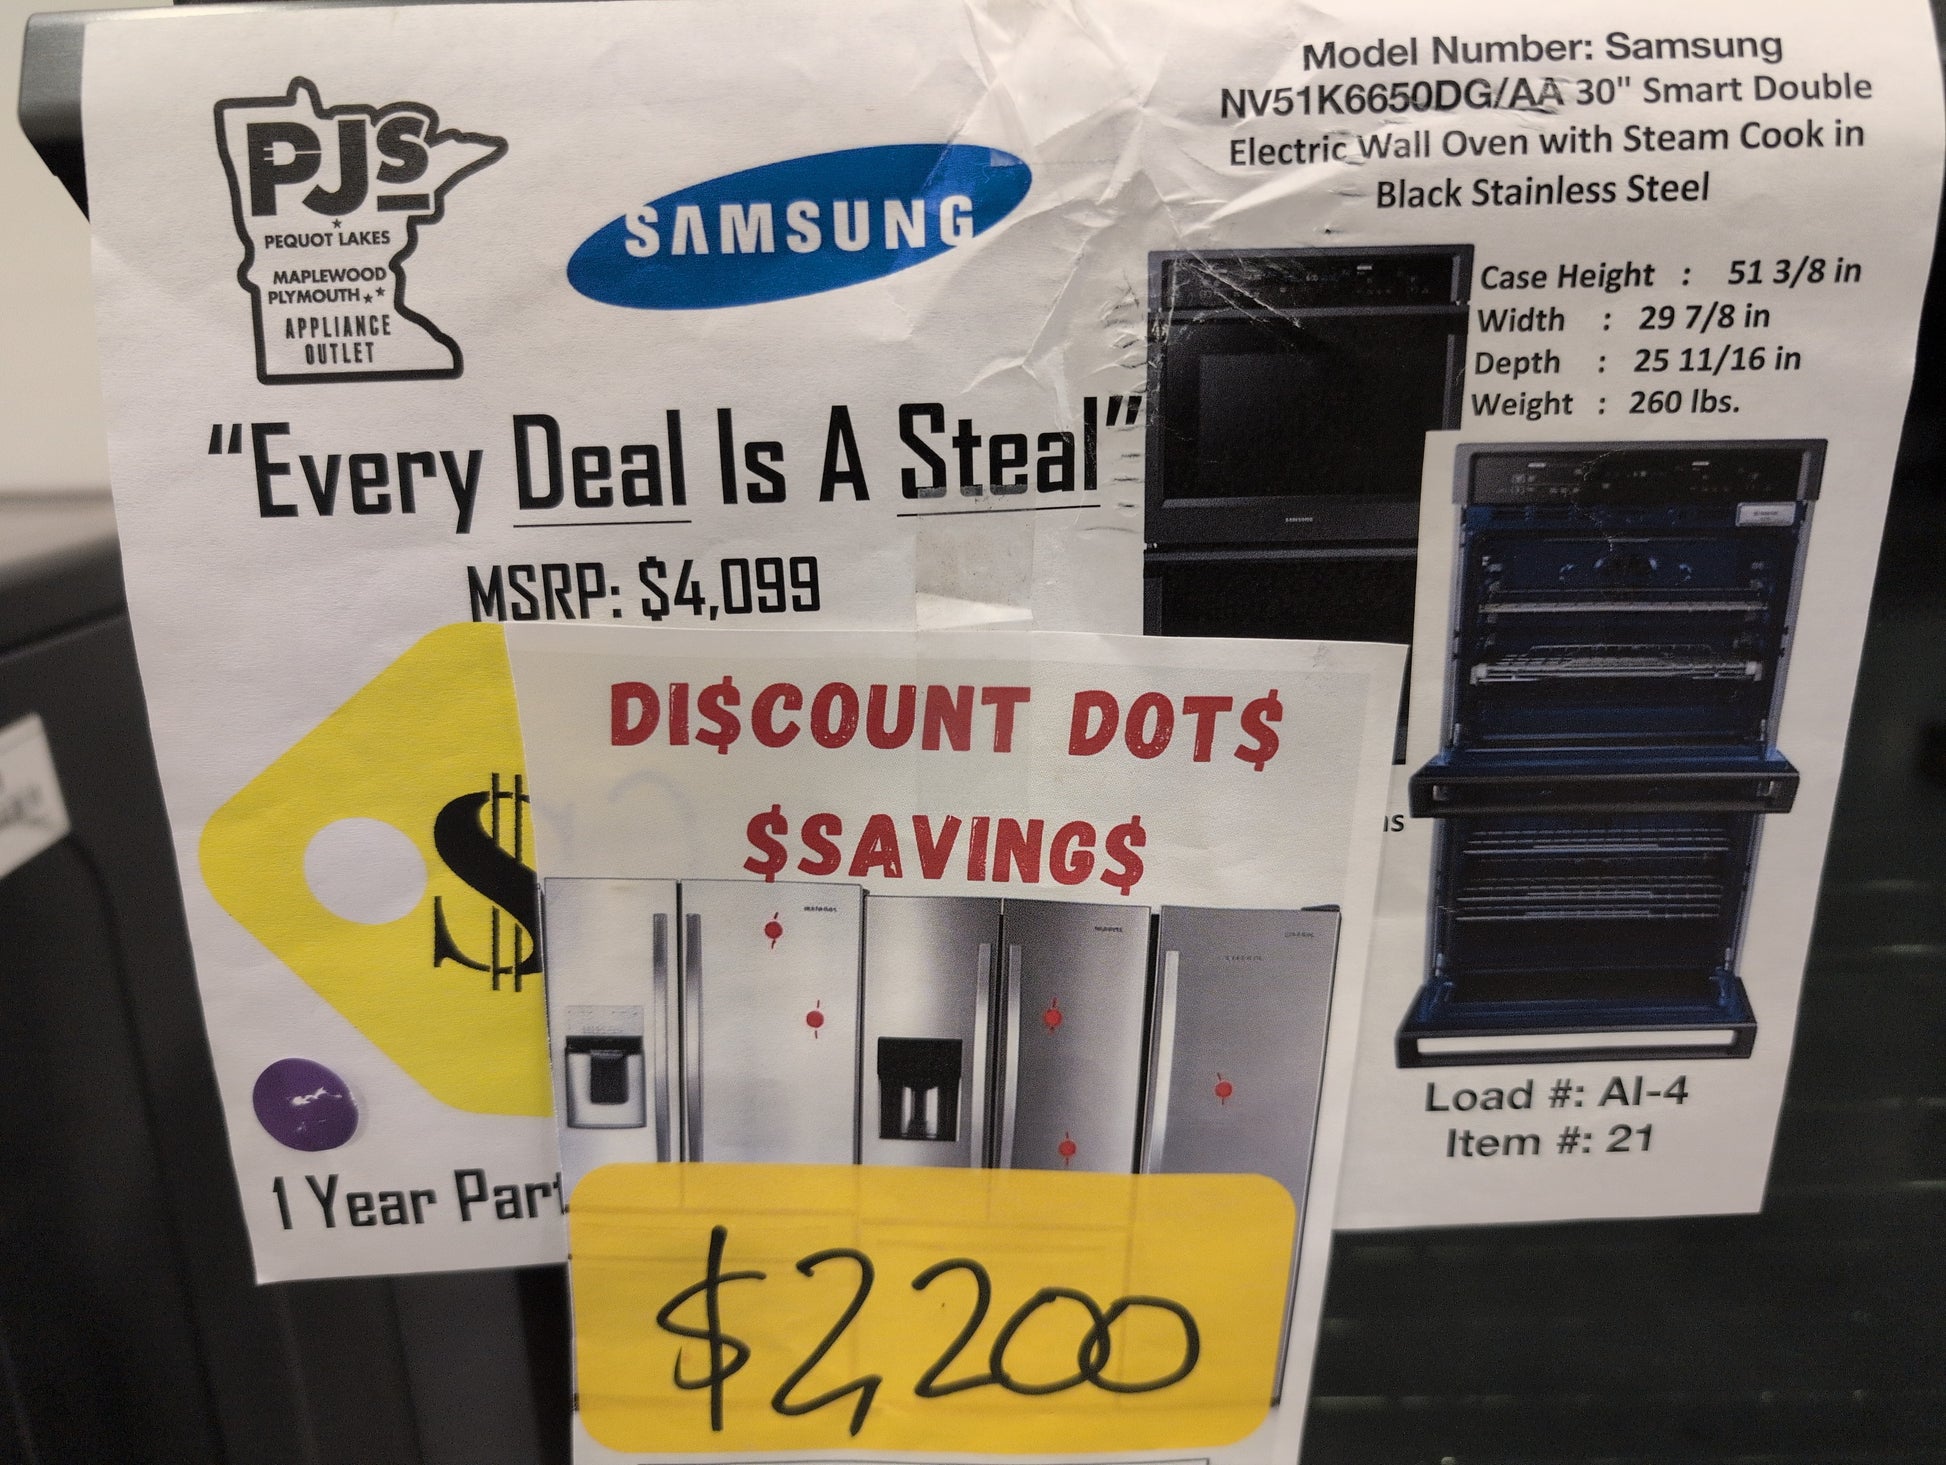 PJS
PEQUOT LAKES
MAPLEWOOD
PLYMOUTH
APPLIANCE
OUTLET
SAMSUNG
Model Number: Samsung
NV51K6650DG/AA 30" Smart Double
Electric Wall Oven with Steam Cook in
Black Stainless Steel
Case Height : 51 3/8 in
Width : 29 7/8 in
Depth : 25 11/16 in
Weight : 260 lbs.
"Every Deal Is A Steal"
MSRP: $4,099
SAMSUNG
DI$COUNT DOT$
$SAVING$
$
1 Year Part
$2,200
Load #: AI-4
Item #: 21